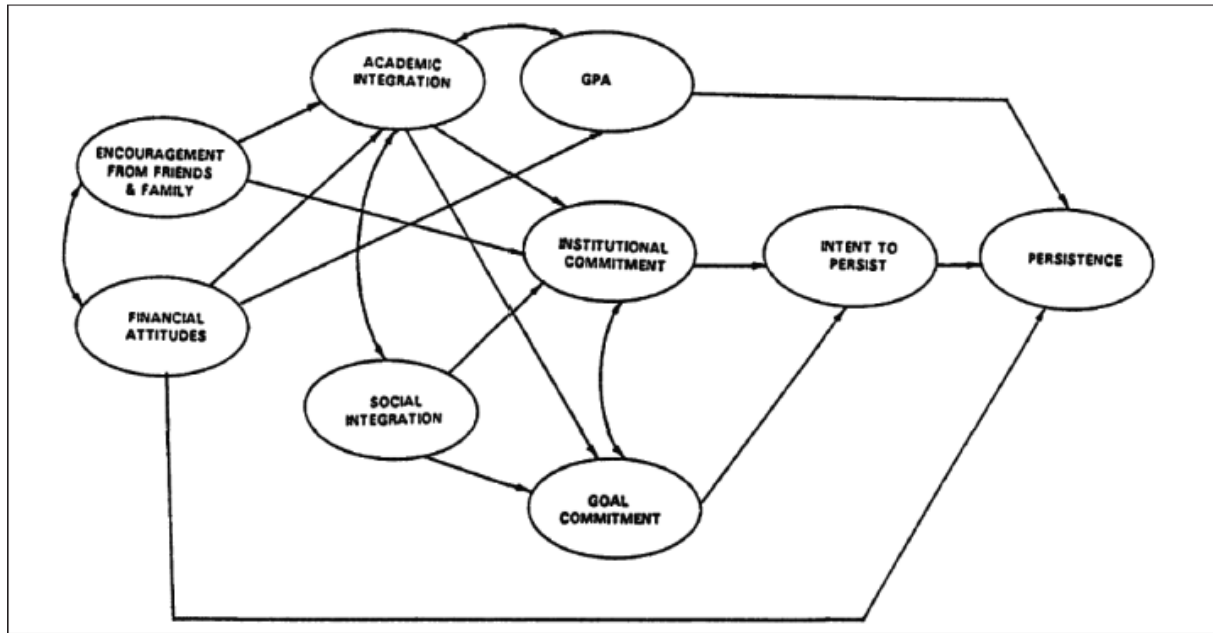 ACADEMIC
INTEGRATION
GPA
ENCOURAGEMENT
FROM FRIENDS
& FAMILY
INSTITUTIONAL
COMMITMENT
INTENT TO
PERSIST
PERSISTENCE
FINANCIAL
ATTITUDES
SOCIAL
INTEGRATION
GOAL
COMMITMENT